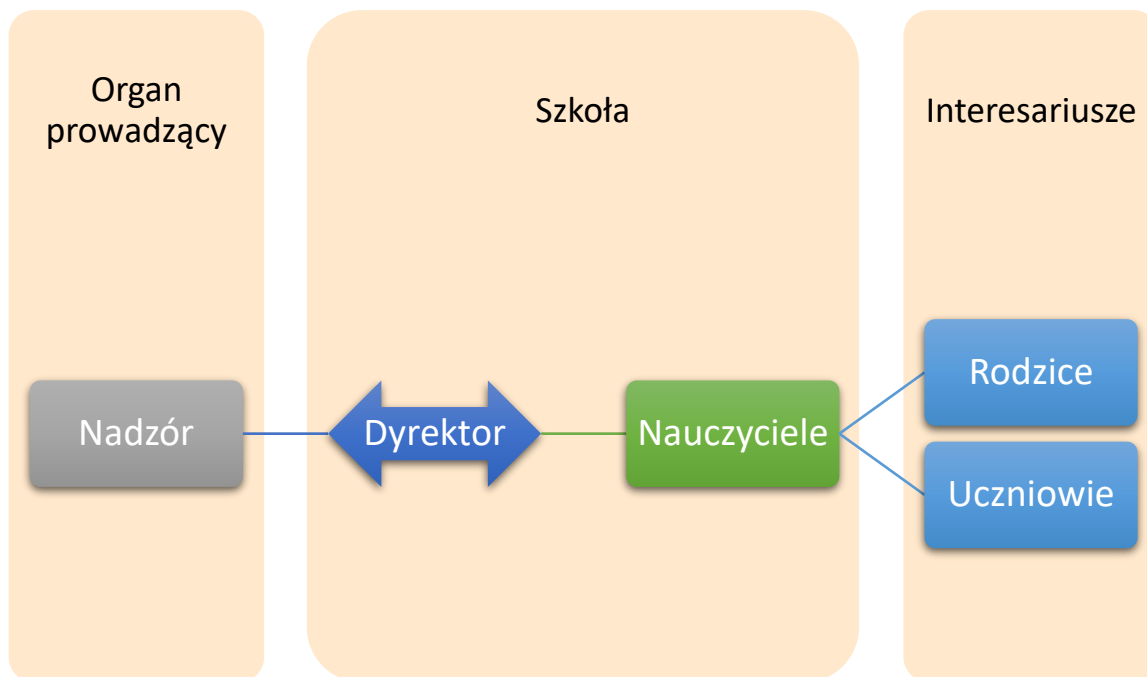 Organ
prowadzący
Szkoła
Interesariusze
Nadzór
Dyrektor
Nauczyciele
Rodzice
Uczniowie